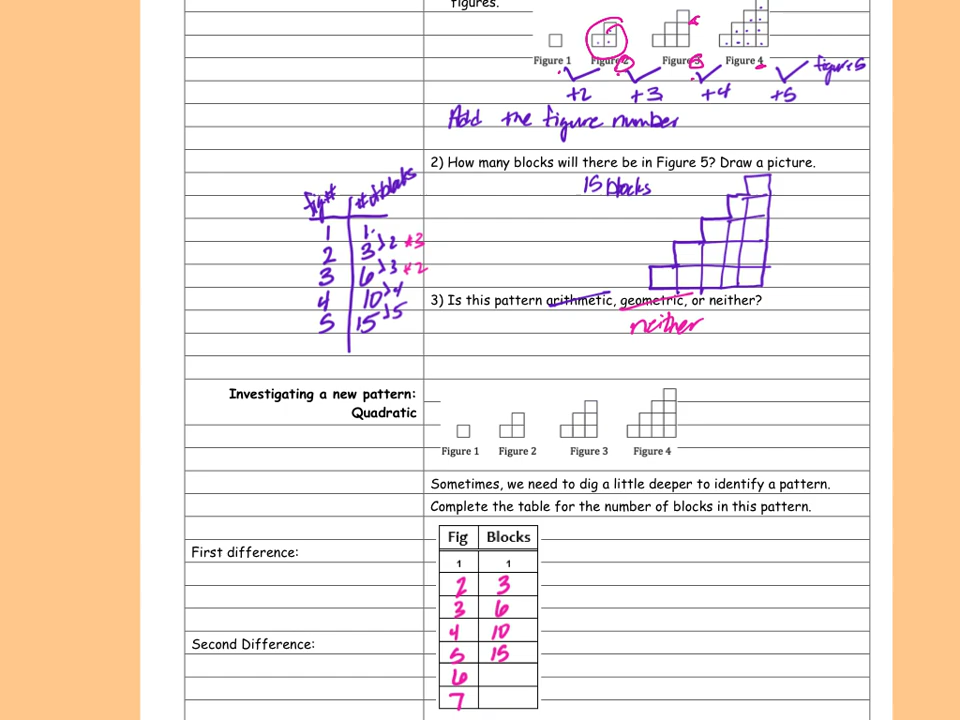 figures.
Figure 1 Figure 2 Figure 3 Figure 4 figure 5
+2 +3 +4 +5
Add the figure number
2) How many blocks will there be in Figure 5? Draw a picture.
15 blocks
fig # # of blocks
1 1
2 3 >2 *3
3 6 >3 *2
4 10 >4
5 15 >5
3) Is this pattern arithmetic, geometric, or neither?
neither
Investigating a new pattern:
Quadratic
Figure 1 Figure 2 Figure 3 Figure 4
Sometimes, we need to dig a little deeper to identify a pattern.
Complete the table for the number of blocks in this pattern.
Fig Blocks
First difference:
1 1
2 3
3 6
4 10
Second Difference:
5 15
6
7